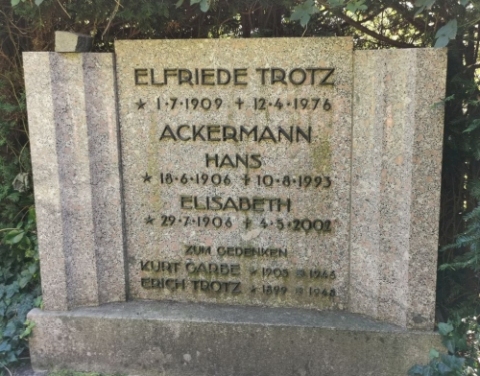 ELFRIEDE TROTZ
★ 1·7·1909 ✝ 12·4·1976
ACKERMANN
HANS
★ 18·6·1906 ✝ 10·8·1993
ELISABETH
★ 29·7·1906 ✝ 4·5·2002
ZUM GEDENKEN
KURT GARBE
ERICH TROTZ ★ 1899